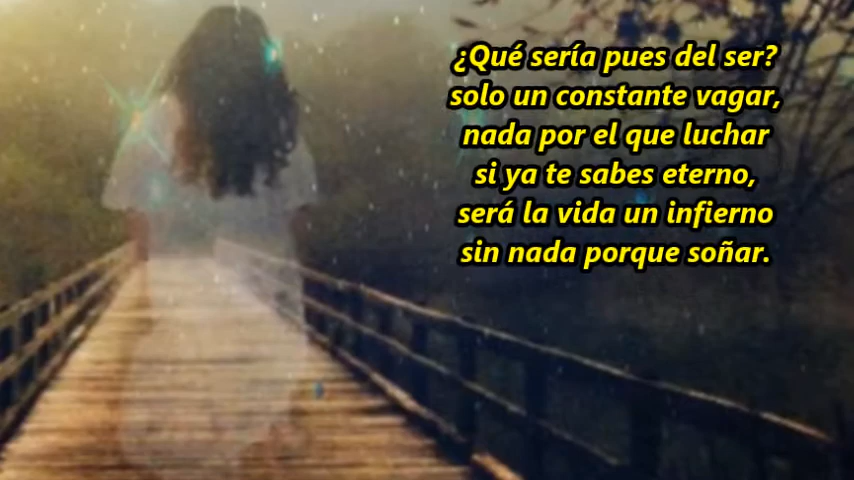 ¿Qué sería pues del ser?
solo un constante vagar,
nada por el que luchar
si ya te sabes eterno,
será la vida un infierno
sin nada porque soñar.